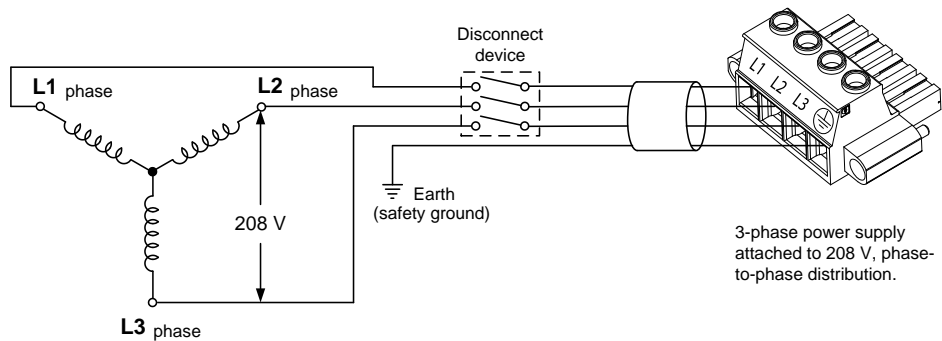 Disconnect
device
L1 phase
L2 phase
L1
L2
L3
208 V
Earth
(safety ground)
L3 phase
3-phase power supply
attached to 208 V, phase-
to-phase distribution.